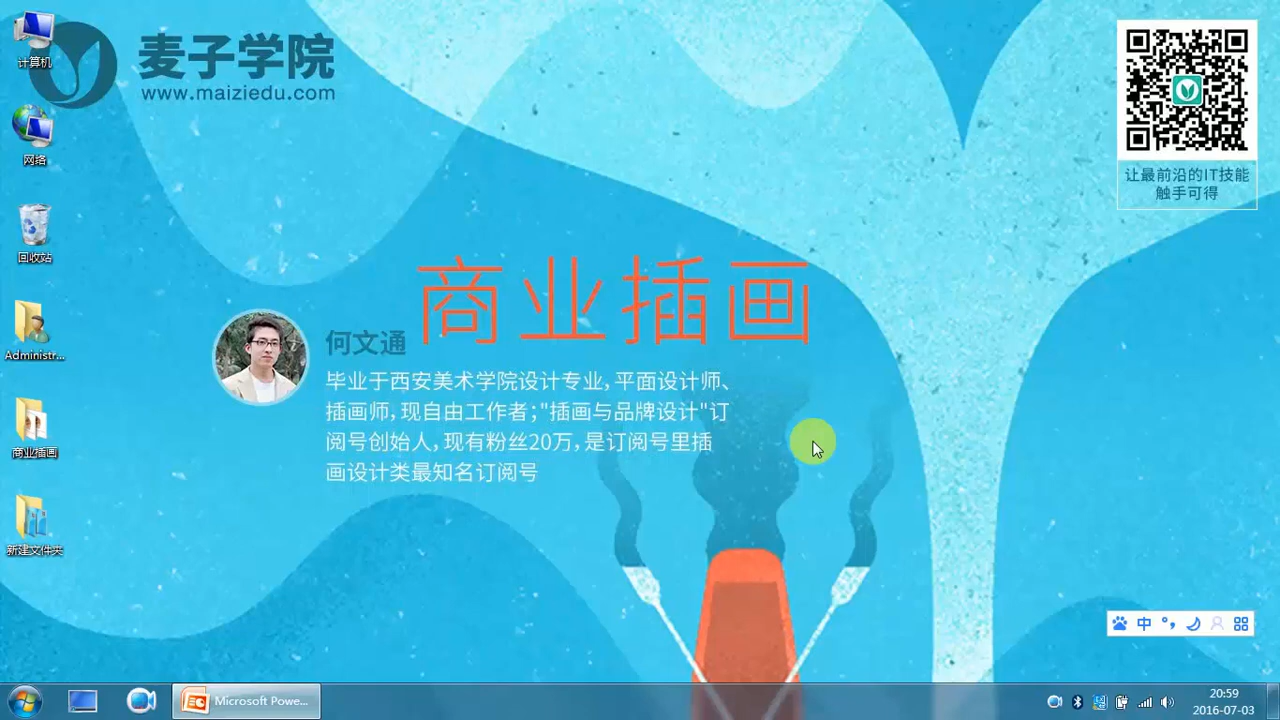 计算机
麦子学院
www.maiziedu.com
让最前沿的IT技能
触手可得
网络
回收站
商业插画
何文通
毕业于西安美术学院设计专业,平面设计师、
插画师,现自由工作者;"插画与品牌设计"订
阅号创始人,现有粉丝20万,是订阅号里插
画设计类最知名订阅号
Administr...
商业插画
新建文件夹
中
Microsoft Powe...
20:59
2016-07-03